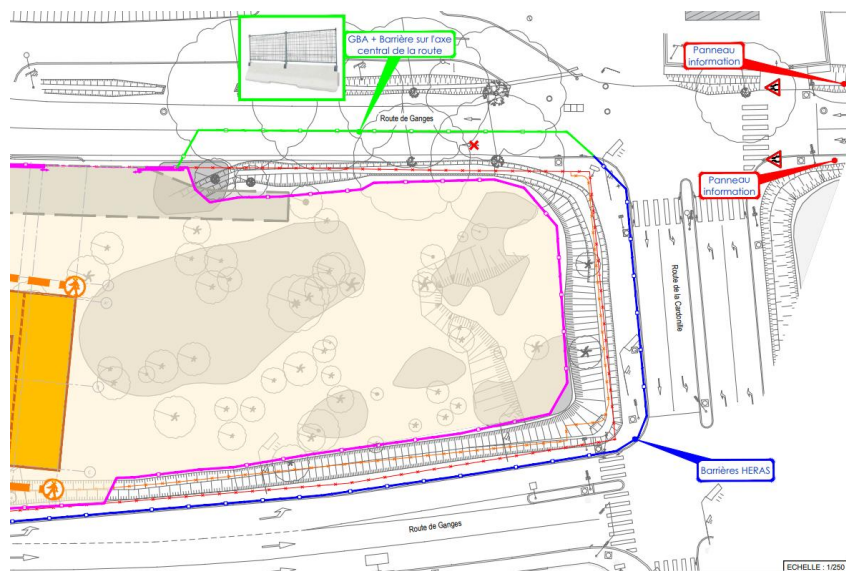 GBA + Barrière sur l'axe
central de la route
Panneau
information
Route de Ganges
Panneau
information
Route de la Cardonille
Barrières HERAS
Route de Ganges
ECHELLE : 1/250